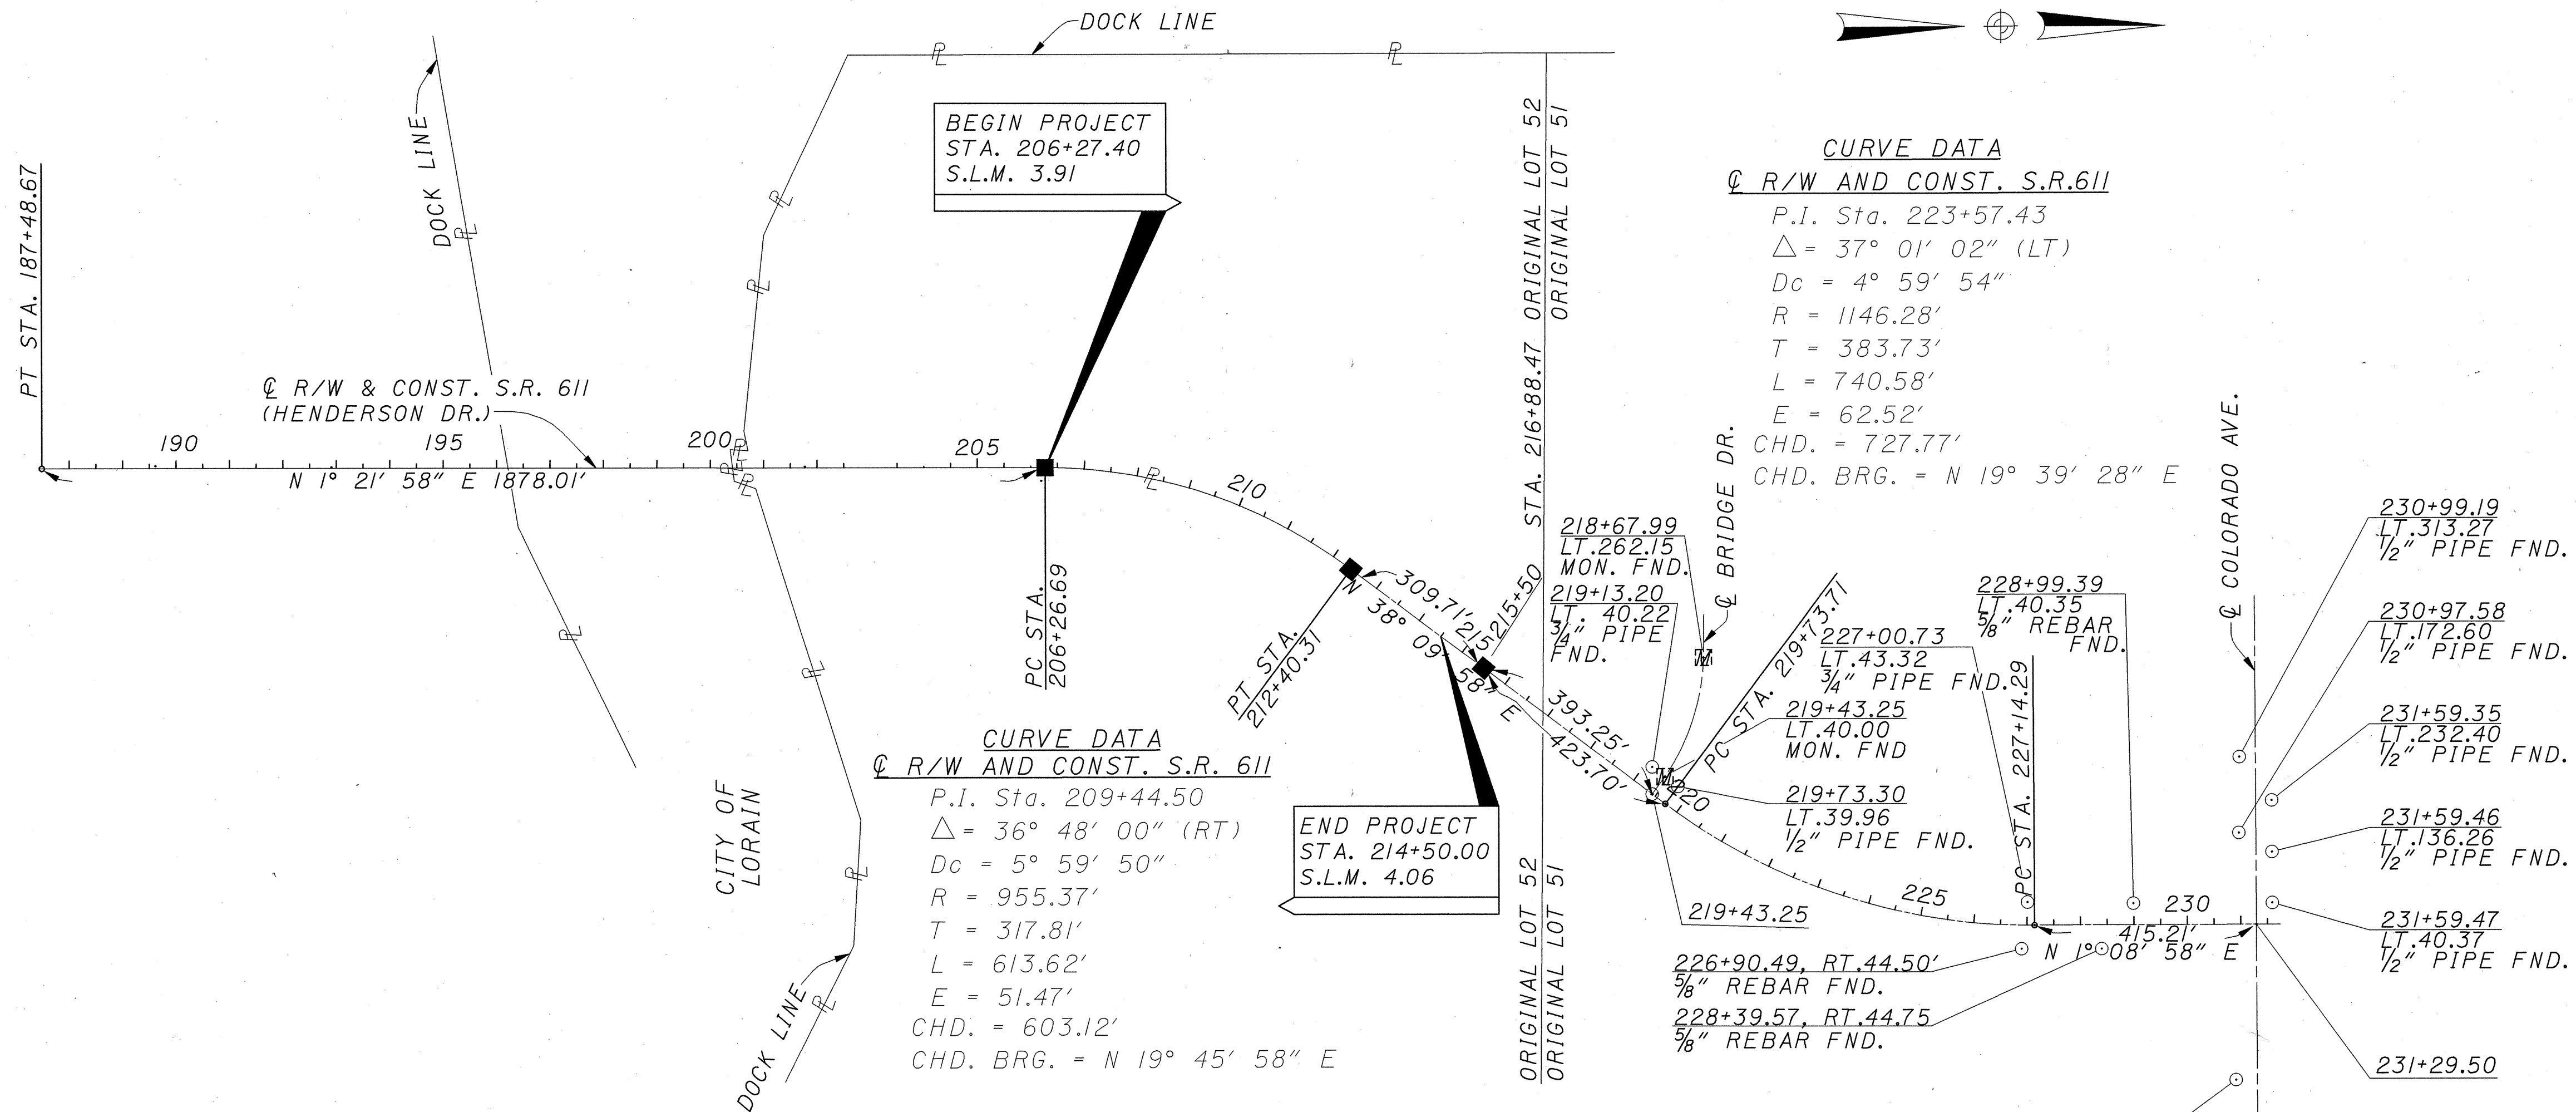 DOCK LINE
DOCK LINE
BEGIN PROJECT
STA. 206+27.40
S.L.M. 3.91
PT STA. 187+48.67
℄ R/W & CONST. S.R. 611
(HENDERSON DR.)
190
195
200
205
210
215
220
225
230
N 1° 21' 58" E 1878.01'
PC STA.
206+26.69
PT STA.
212+40.31
309.71'
N 38° 09' 58" E
215+50
393.25'
423.70'
STA. 216+88.47 ORIGINAL LOT 52
ORIGINAL LOT 51
CURVE DATA
℄ R/W AND CONST. S.R.611
P.I. Sta. 223+57.43
△ = 37° 01' 02" (LT)
Dc = 4° 59' 54"
R = 1146.28'
T = 383.73'
L = 740.58'
E = 62.52'
CHD. = 727.77'
CHD. BRG. = N 19° 39' 28" E
218+67.99
LT.262.15
MON. FND.
219+13.20
LT. 40.22
3/4" PIPE
FND.
℄ BRIDGE DR.
PC STA. 219+73.71
227+00.73
LT.43.32
3/4" PIPE FND.
228+99.39
LT.40.35
5/8" REBAR
FND.
219+43.25
LT.40.00
MON. FND
219+73.30
LT.39.96
1/2" PIPE FND.
PC STA. 227+14.29
℄ COLORADO AVE.
230+99.19
LT.313.27
1/2" PIPE FND.
230+97.58
LT.172.60
1/2" PIPE FND.
231+59.35
LT.232.40
1/2" PIPE FND.
231+59.46
LT.136.26
1/2" PIPE FND.
231+59.47
LT.40.37
1/2" PIPE FND.
219+43.25
415.21'
N 1° 08' 58" E
226+90.49, RT.44.50'
5/8" REBAR FND.
228+39.57, RT.44.75
5/8" REBAR FND.
231+29.50
CURVE DATA
℄ R/W AND CONST. S.R. 611
P.I. Sta. 209+44.50
△ = 36° 48' 00" (RT)
Dc = 5° 59' 50"
R = 955.37'
T = 317.81'
L = 613.62'
E = 51.47'
CHD. = 603.12'
CHD. BRG. = N 19° 45' 58" E
END PROJECT
STA. 214+50.00
S.L.M. 4.06
CITY OF
LORAIN
DOCK LINE
ORIGINAL LOT 52
ORIGINAL LOT 51